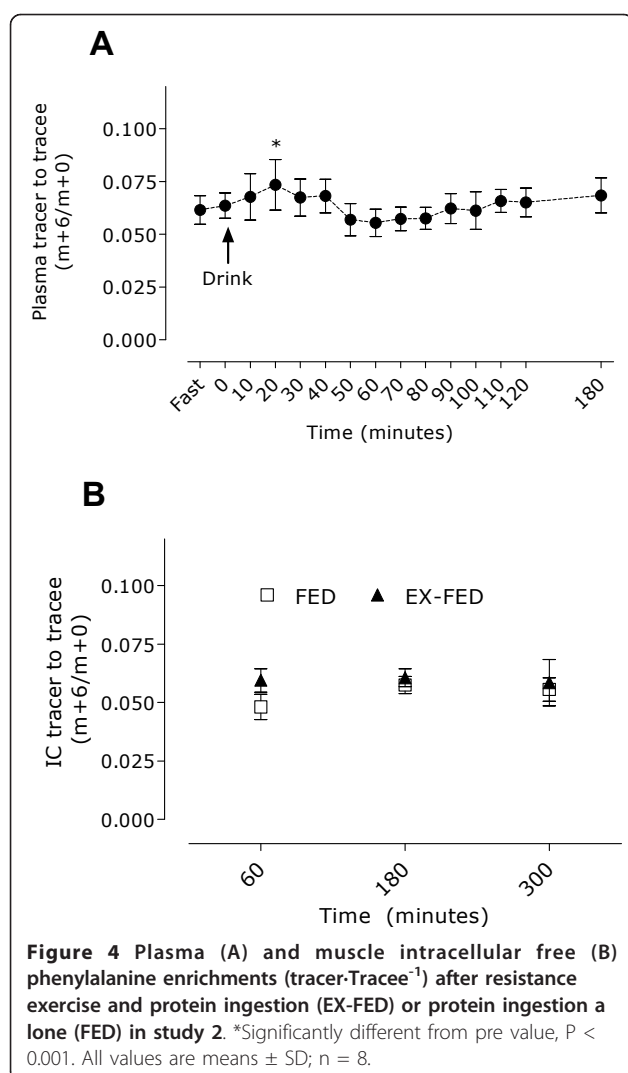 A
Plasma tracer to tracee
(m+6/m+0)
0.100
0.075
0.050
0.025
0.000
*
Drink
Fast 0 10 20 30 40 50 60 70 80 90 100 110 120 180
Time (minutes)
B
IC tracer to tracee
(m+6/m+0)
0.100
0.075
0.050
0.025
0.000
FED EX-FED
60 180 300
Time (minutes)
Figure 4 Plasma (A) and muscle intracellular free (B)
phenylalanine enrichments (tracer·Tracee⁻¹) after resistance
exercise and protein ingestion (EX-FED) or protein ingestion a
lone (FED) in study 2. *Significantly different from pre value, P <
0.001. All values are means ± SD; n = 8.